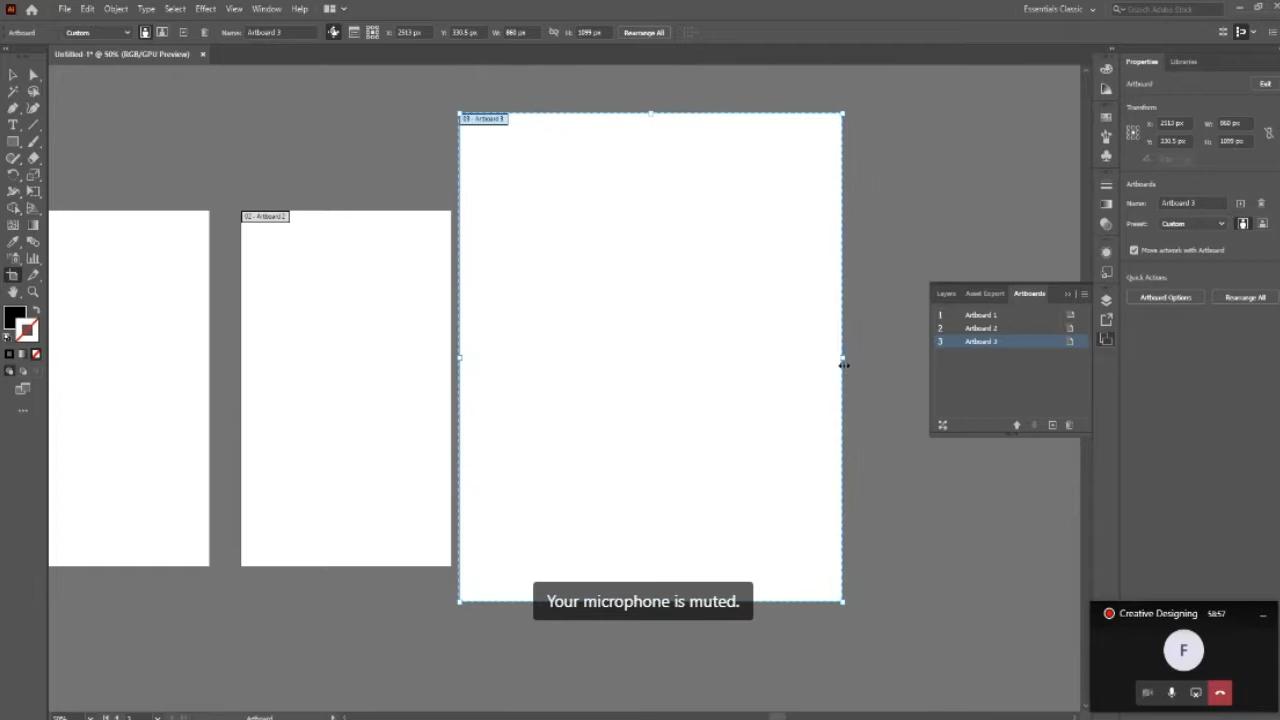 Ai File Edit Object Type Select Effect View Window Help Essentials Classic Search Adobe Stock
Artboard Custom Name: Artboard 3 X: 2513 px Y: 330.5 px W: 860 px H: 1099 px Rearrange All
Untitled-1* @ 50% (RGB/GPU Preview) ×
Properties Libraries
Artboard Exit
Transform
X: 2513 px W: 860 px
Y: 330.5 px H: 1099 px
Artboards
Name: Artboard 3
Preset: Custom
Move artwork with Artboard
Quick Actions
Artboard Options Rearrange All
03 - Artboard 3
02 - Artboard 2
T
Layers Asset Export Artboards
1 Artboard 1
2 Artboard 2
3 Artboard 3
Your microphone is muted.
Creative Designing 58:57
F
50% 3 Artboard